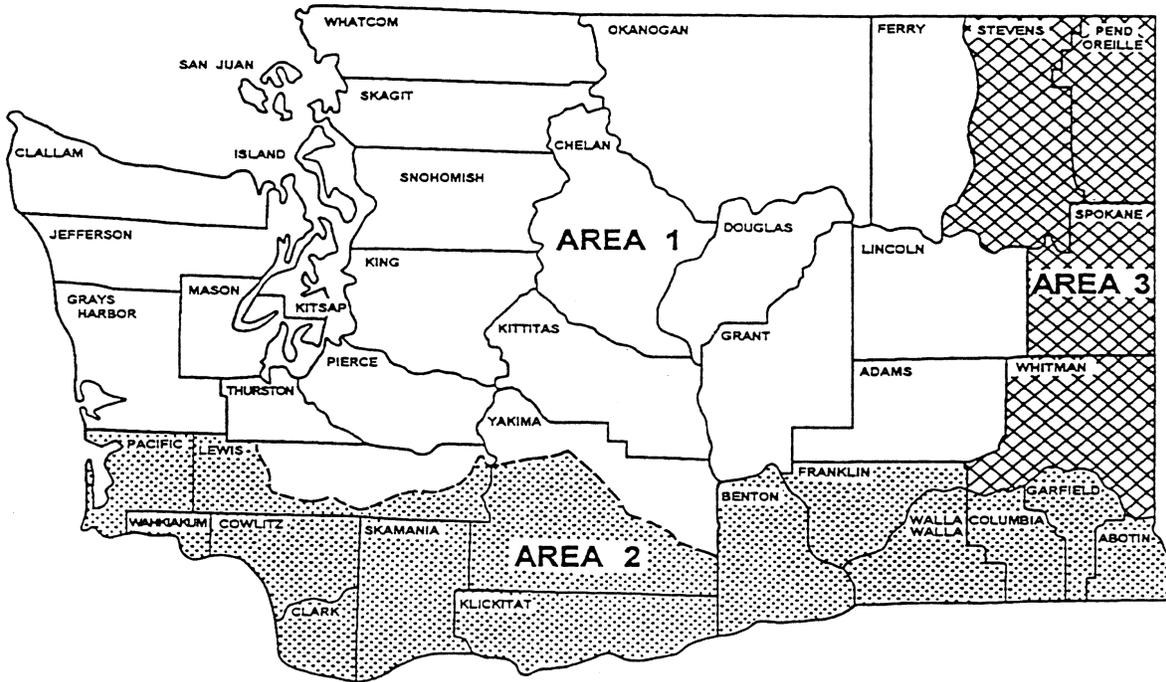 WHATCOM
OKANOGAN
FERRY
STEVENS
PEND
OREILLE
SAN JUAN
SKAGIT
CLALLAM
ISLAND
CHELAN
SNOHOMISH
JEFFERSON
KING
AREA 1
DOUGLAS
LINCOLN
SPOKANE
AREA 3
GRAYS
HARBOR
MASON
KITSAP
KITTITAS
GRANT
PIERCE
THURSTON
ADAMS
WHITMAN
YAKIMA
PACIFIC
LEWIS
BENTON
FRANKLIN
GARFIELD
WAHKIAKUM
COWLITZ
SKAMANIA
WALLA
WALLA
COLUMBIA
ABOTIN
AREA 2
CLARK
KLICKITAT